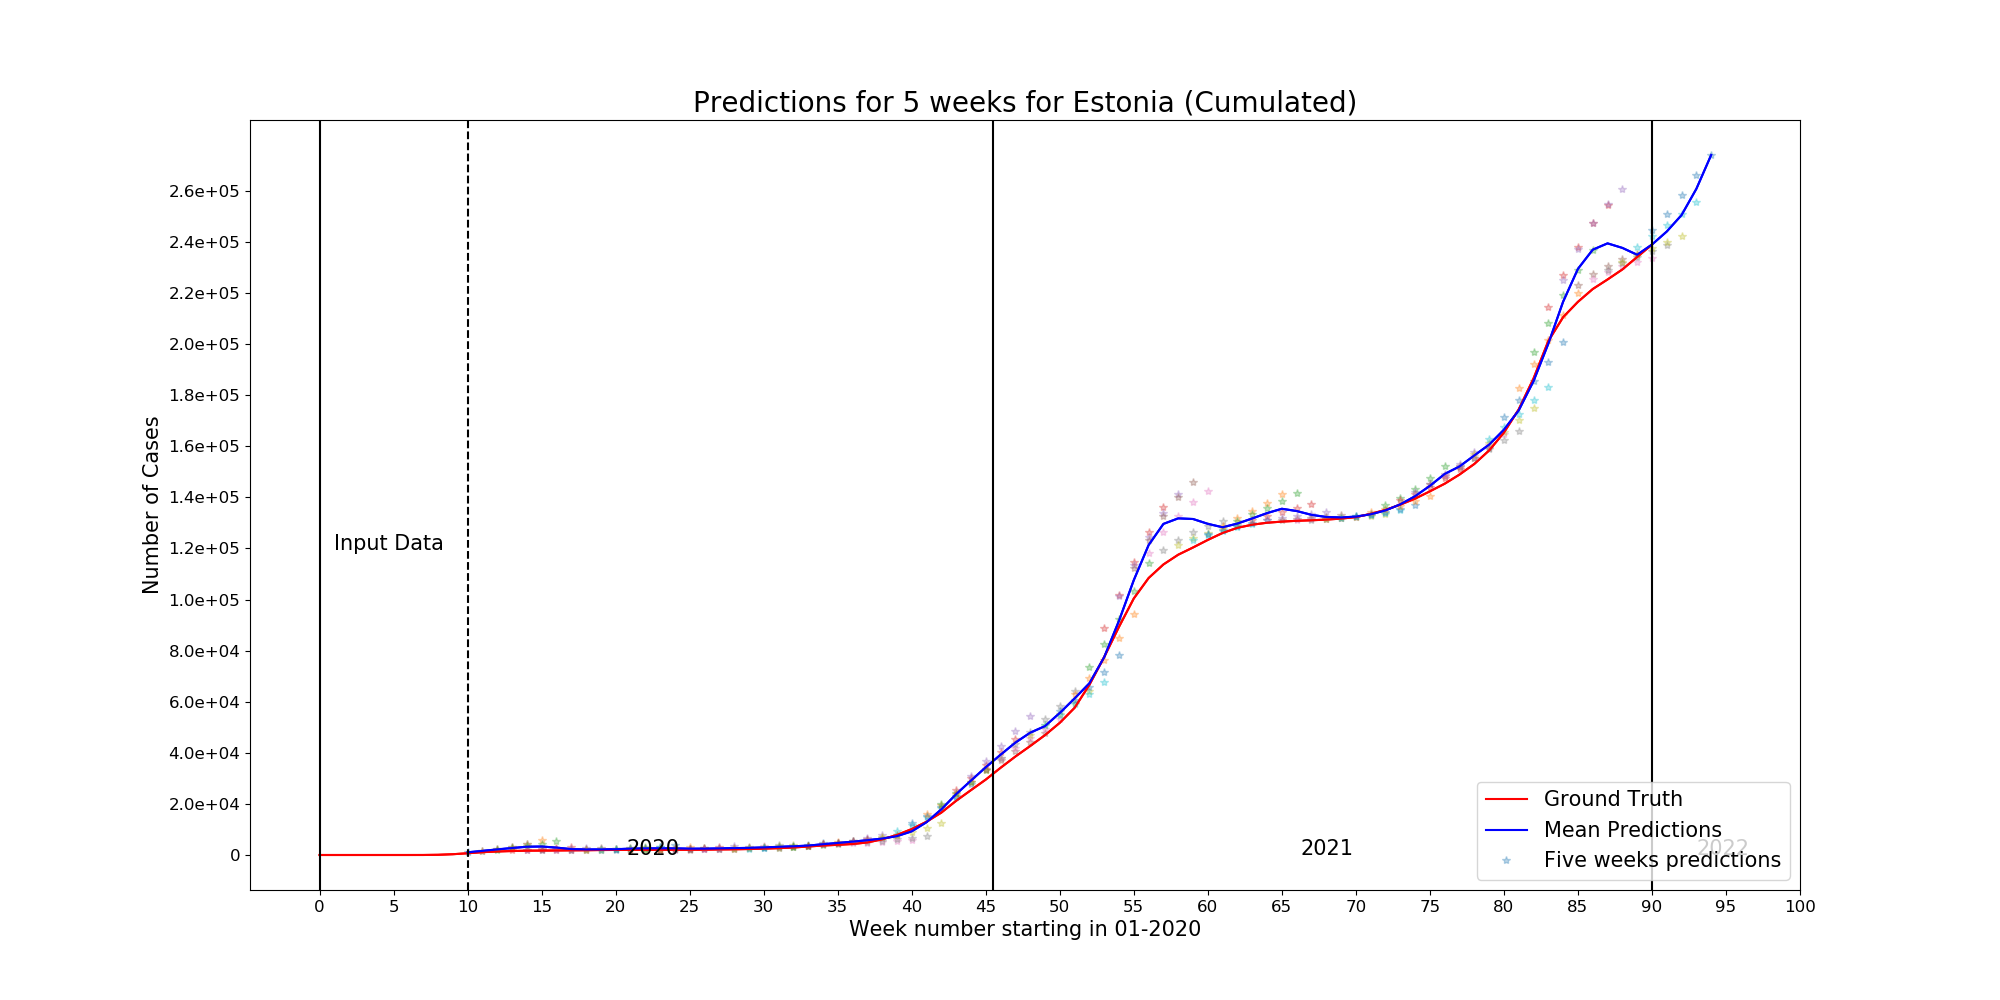 Predictions for 5 weeks for Estonia (Cumulated)
2.6e+05
2.4e+05
2.2e+05
2.0e+05
1.8e+05
1.6e+05
1.4e+05
1.2e+05
1.0e+05
8.0e+04
6.0e+04
4.0e+04
2.0e+04
0
Number of Cases
Input Data
2020
2021
2022
Ground Truth
Mean Predictions
Five weeks predictions
0 5 10 15 20 25 30 35 40 45 50 55 60 65 70 75 80 85 90 95 100
Week number starting in 01-2020